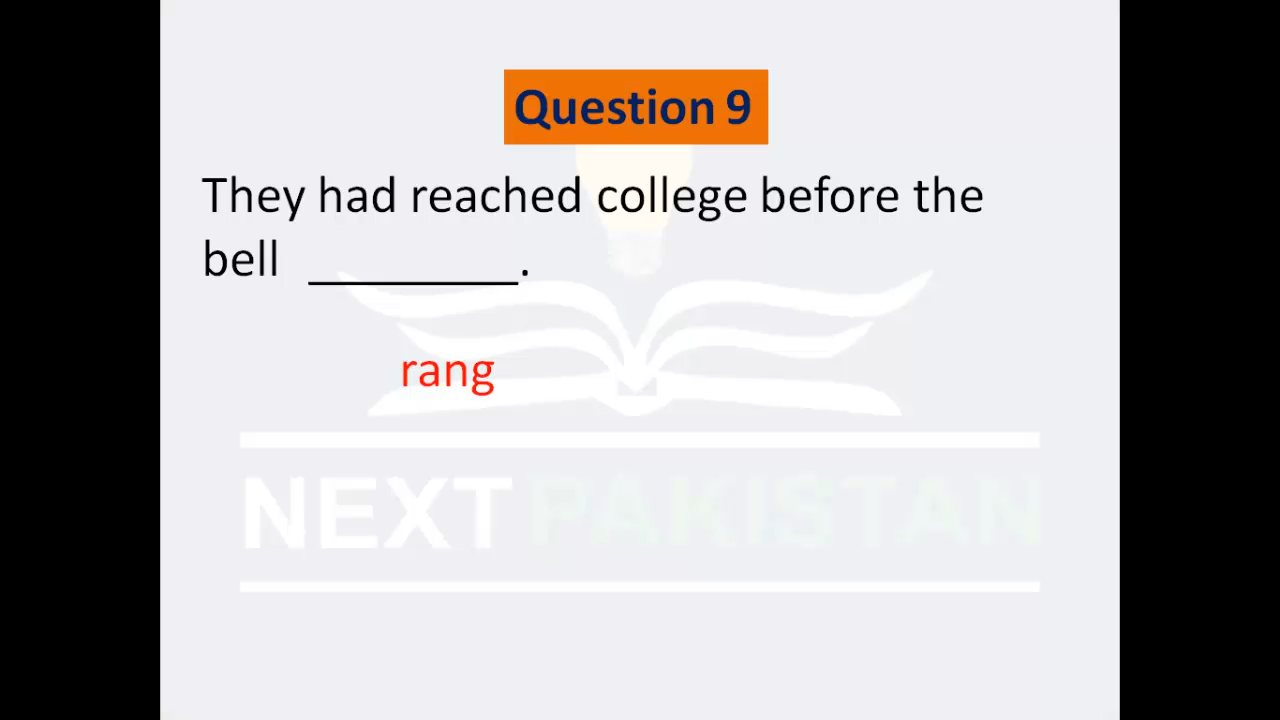 Question 9
They had reached college before the
bell _________.
rang
NEXT PAKISTAN